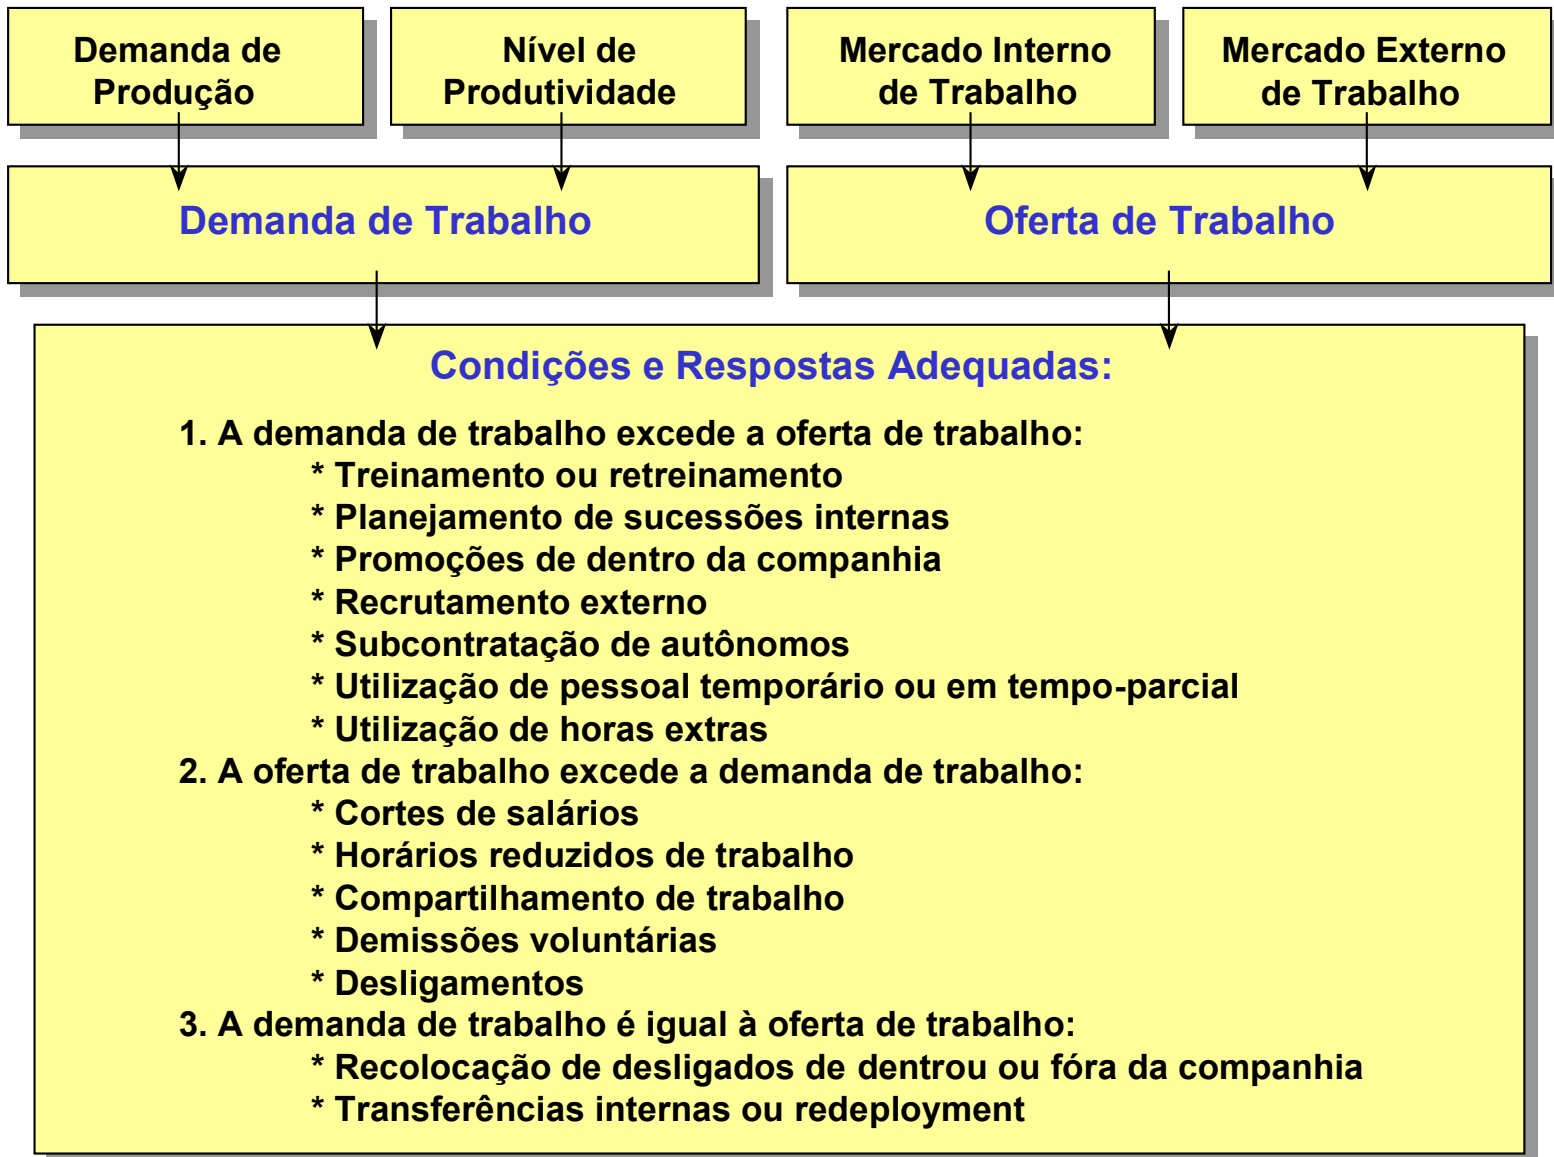 Demanda de
Produção
Nível de
Produtividade
Mercado Interno
de Trabalho
Mercado Externo
de Trabalho
Demanda de Trabalho
Oferta de Trabalho
Condições e Respostas Adequadas:
1. A demanda de trabalho excede a oferta de trabalho:
* Treinamento ou retreinamento
* Planejamento de sucessões internas
* Promoções de dentro da companhia
* Recrutamento externo
* Subcontratação de autônomos
* Utilização de pessoal temporário ou em tempo-parcial
* Utilização de horas extras
2. A oferta de trabalho excede a demanda de trabalho:
* Cortes de salários
* Horários reduzidos de trabalho
* Compartilhamento de trabalho
* Demissões voluntárias
* Desligamentos
3. A demanda de trabalho é igual à oferta de trabalho:
* Recolocação de desligados de dentrou ou fóra da companhia
* Transferências internas ou redeployment